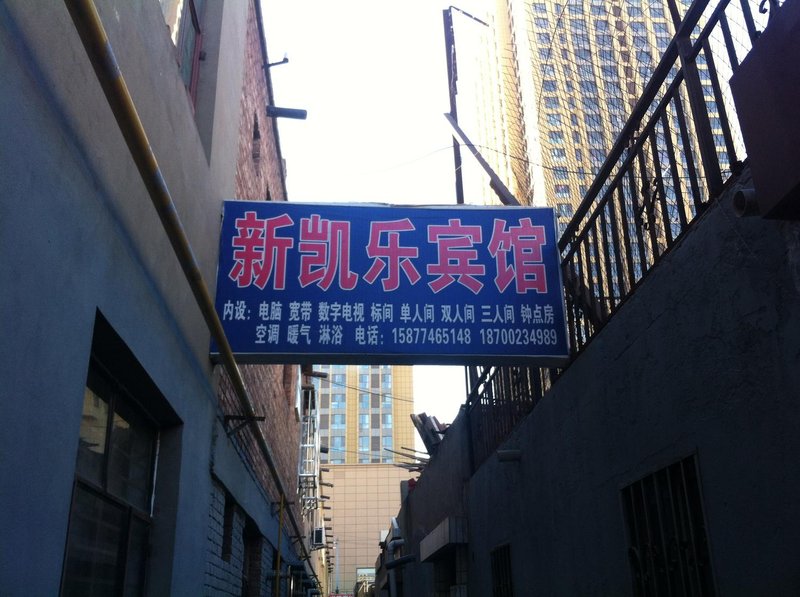 新凯乐宾馆
内设：电脑 宽带 数字电视 标间 单人间 双人间 三人间 钟点房
空调 暖气 淋浴 电话：15877465148 18700234989